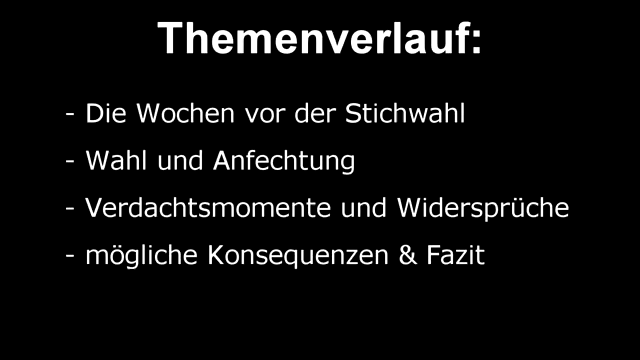 Themenverlauf:
- Die Wochen vor der Stichwahl
- Wahl und Anfechtung
- Verdachtsmomente und Widersprüche
- mögliche Konsequenzen & Fazit